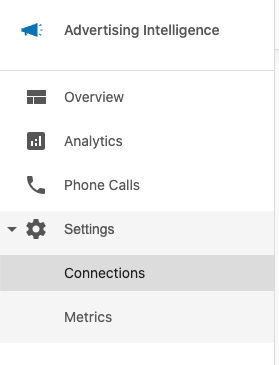 Advertising Intelligence
Overview
Analytics
Phone Calls
Settings
Connections
Metrics